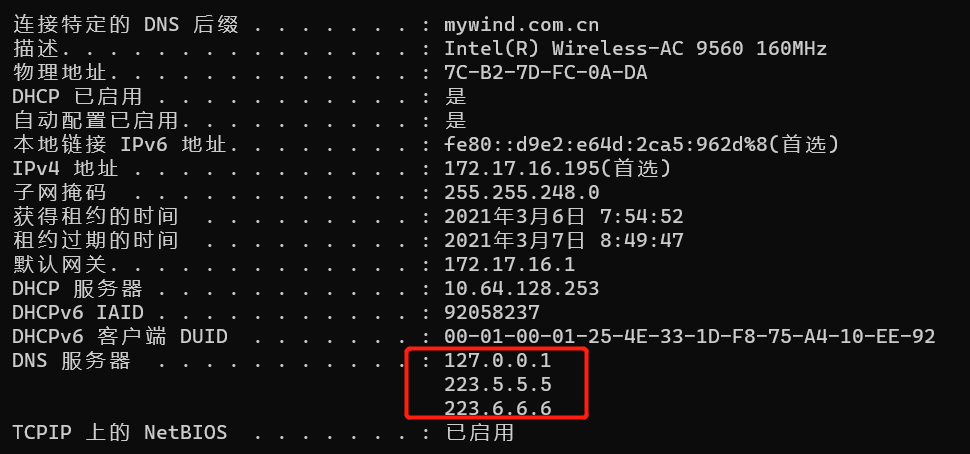 连接特定的 DNS 后缀 . . . . . . . : mywind.com.cn
描述. . . . . . . . . . . . . . . : Intel(R) Wireless-AC 9560 160MHz
物理地址. . . . . . . . . . . . . : 7C-B2-7D-FC-0A-DA
DHCP 已启用 . . . . . . . . . . . : 是
自动配置已启用. . . . . . . . . . : 是
本地链接 IPv6 地址. . . . . . . . : fe80::d9e2:e64d:2ca5:962d%8(首选)
IPv4 地址 . . . . . . . . . . . . : 172.17.16.195(首选)
子网掩码  . . . . . . . . . . . . : 255.255.248.0
获得租约的时间  . . . . . . . . . : 2021年3月6日 7:54:52
租约过期的时间  . . . . . . . . . : 2021年3月7日 8:49:47
默认网关. . . . . . . . . . . . . : 172.17.16.1
DHCP 服务器 . . . . . . . . . . . : 10.64.128.253
DHCPv6 IAID . . . . . . . . . . . : 92058237
DHCPv6 客户端 DUID  . . . . . . . : 00-01-00-01-25-4E-33-1D-F8-75-A4-10-EE-92
DNS 服务器  . . . . . . . . . . . : 127.0.0.1
223.5.5.5
223.6.6.6
TCPIP 上的 NetBIOS  . . . . . . . : 已启用